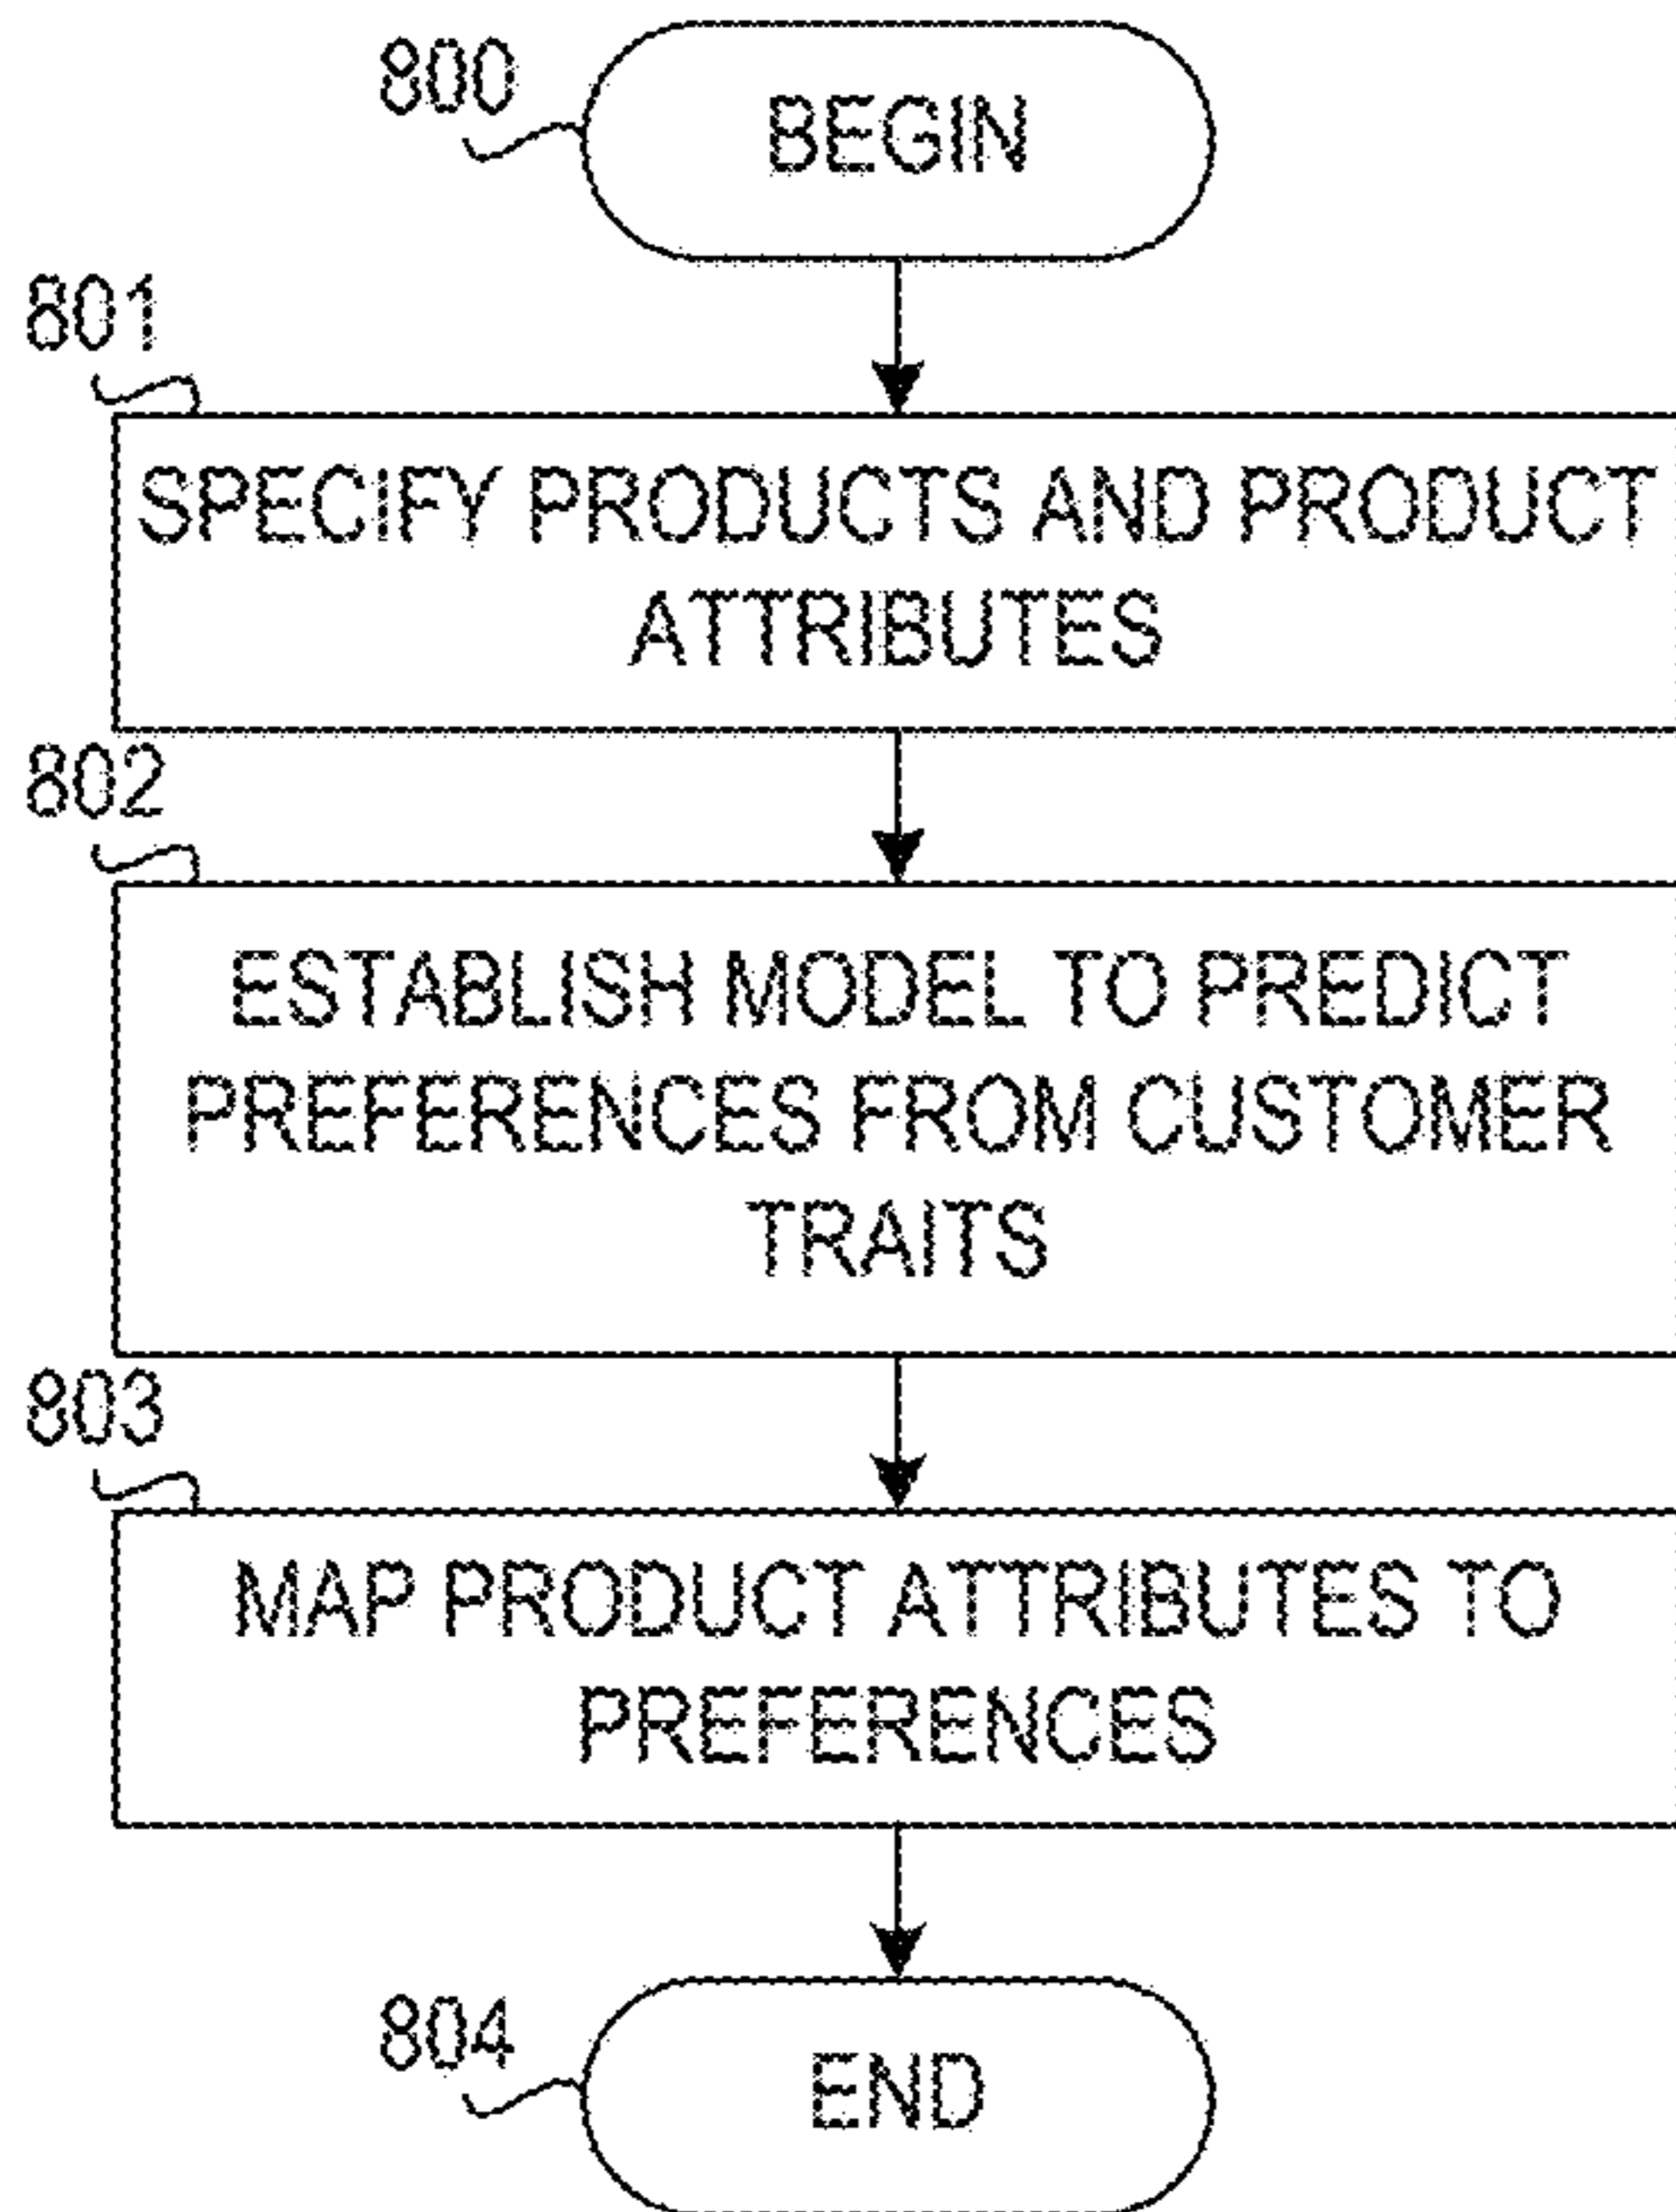 800
BEGIN
801
SPECIFY PRODUCTS AND PRODUCT
ATTRIBUTES
802
ESTABLISH MODEL TO PREDICT
PREFERENCES FROM CUSTOMER
TRAITS
803
MAP PRODUCT ATTRIBUTES TO
PREFERENCES
804
END